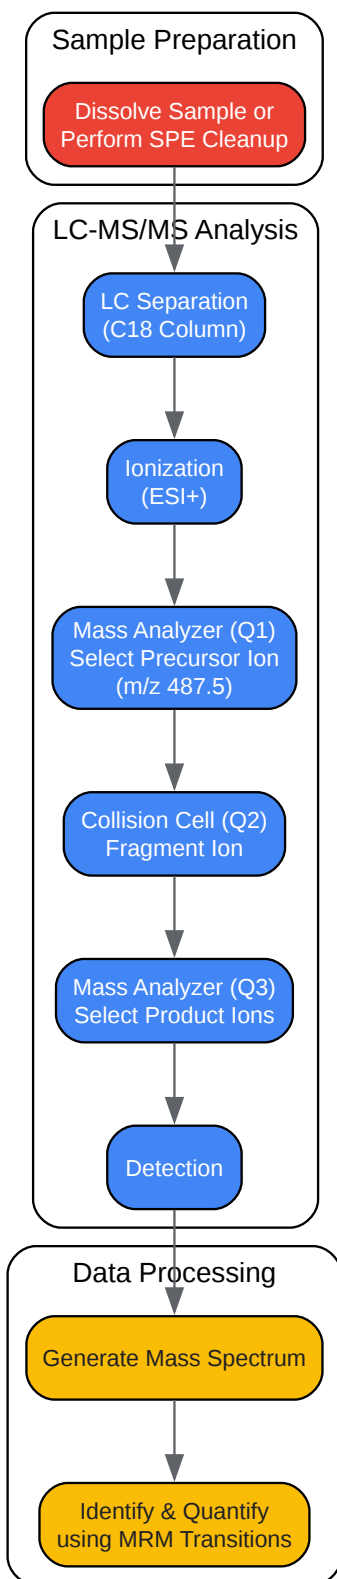 Sample Preparation
Dissolve Sample or
Perform SPE Cleanup
LC-MS/MS Analysis
LC Separation
(C18 Column)
Ionization
(ESI+)
Mass Analyzer (Q1)
Select Precursor Ion
(m/z 487.5)
Collision Cell (Q2)
Fragment Ion
Mass Analyzer (Q3)
Select Product Ions
Detection
Data Processing
Generate Mass Spectrum
Identify & Quantify
using MRM Transitions